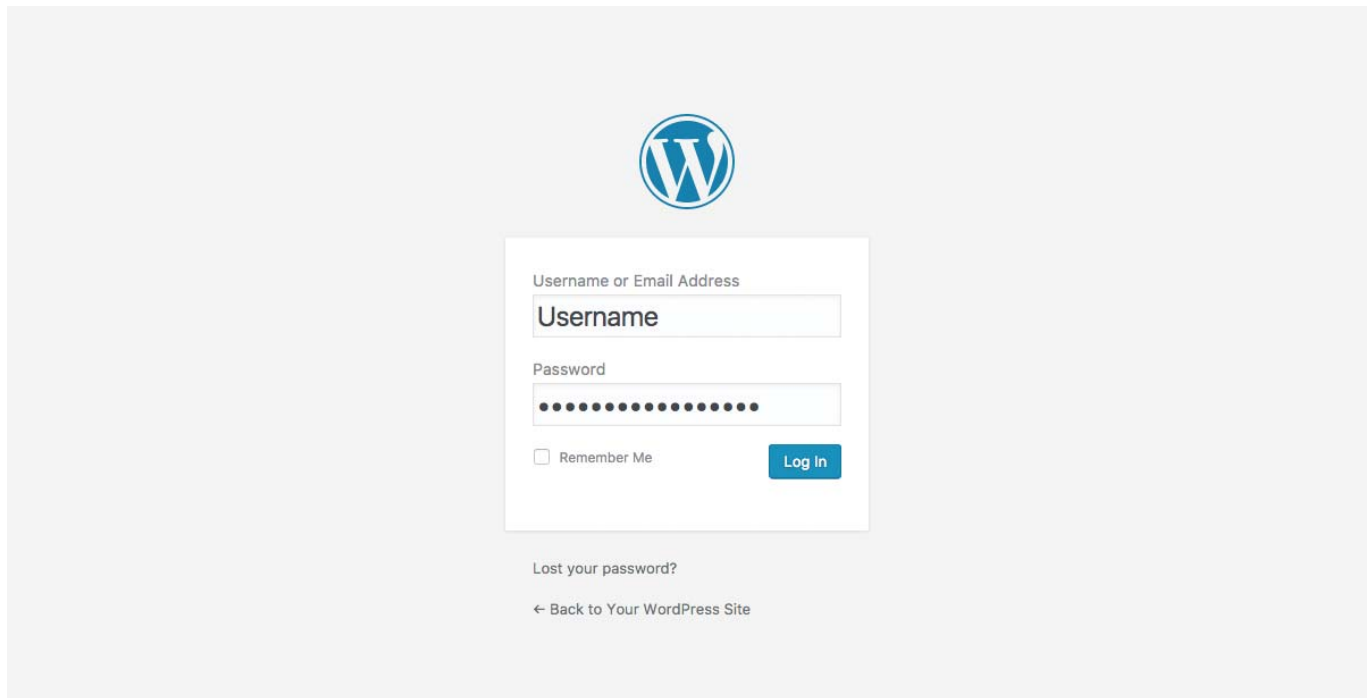 Username or Email Address
Username
Password
•••••••••••••••••
Remember Me
Log In
Lost your password?
← Back to Your WordPress Site